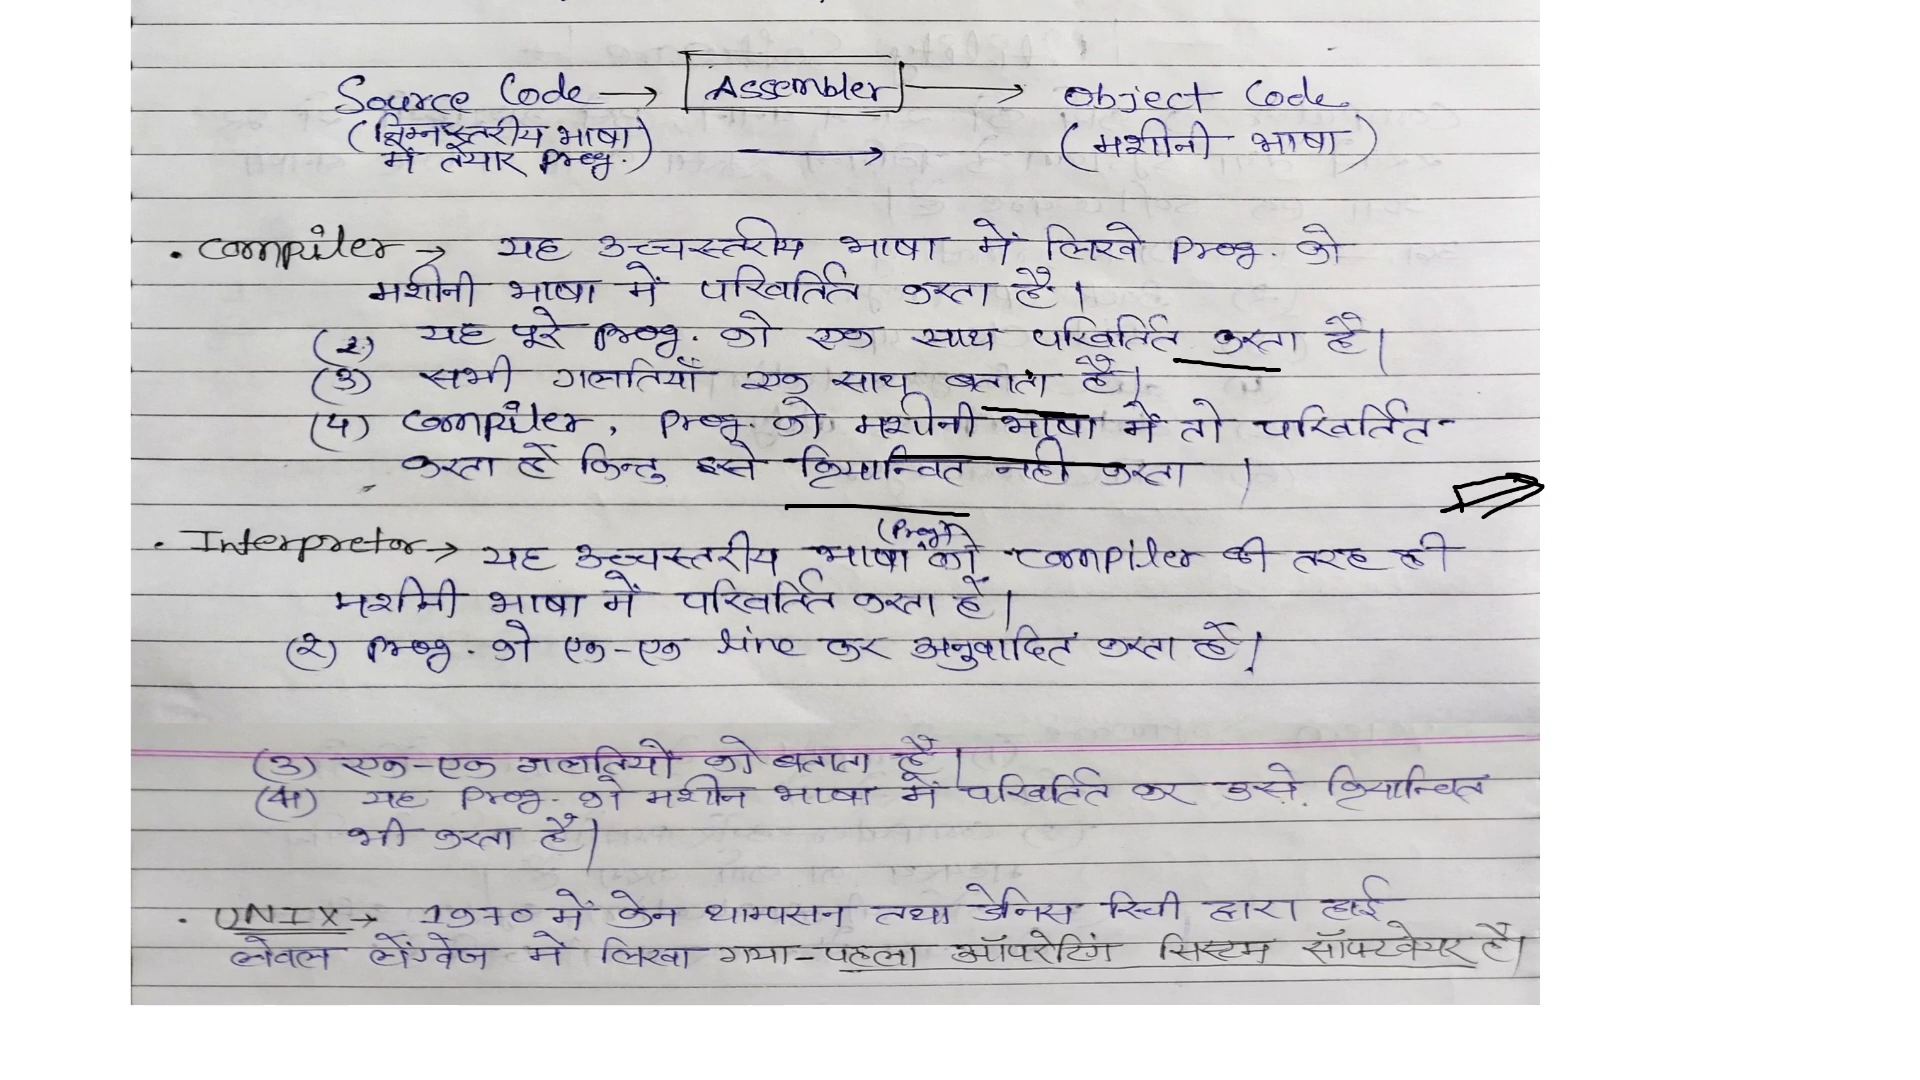 Source Code → Assembler → Object Code
(निम्नस्तरीय भाषा → (मशीनी भाषा)
में तैयार Prog.)
• Compiler → यह उच्चस्तरीय भाषा में लिखे Prog. को
मशीनी भाषा में परिवर्तित करता है।
(2) यह पूरे Prog. को एक साथ परिवर्तित करता है।
(3) सभी गलतियाँ एक साथ बताता है।
(4) Compiler, Prog. को मशीनी भाषा में तो परिवर्तित
करता है किन्तु इसे क्रियान्वित नही करता ।
(Prog)
• Interpretor → यह उच्चस्तरीय भाषा को Compiler की तरह ही
मशीनी भाषा में परिवर्तित करता है।
(2) Prog. को एक-एक line कर अनुवादित करता है।
(3) एक-एक गलतियों को बताता है।
(4) यह Prog. को मशीन भाषा में परिवर्तित कर उसे क्रियान्वित
भी करता है।
• UNIX → 1970 में केन थाम्पसन तथा डेनिस रिची द्वारा हाई
लेवल लेंग्वेज में लिखा गया - पहला ऑपरेटिंग सिस्टम सॉफ्टवेयर है।